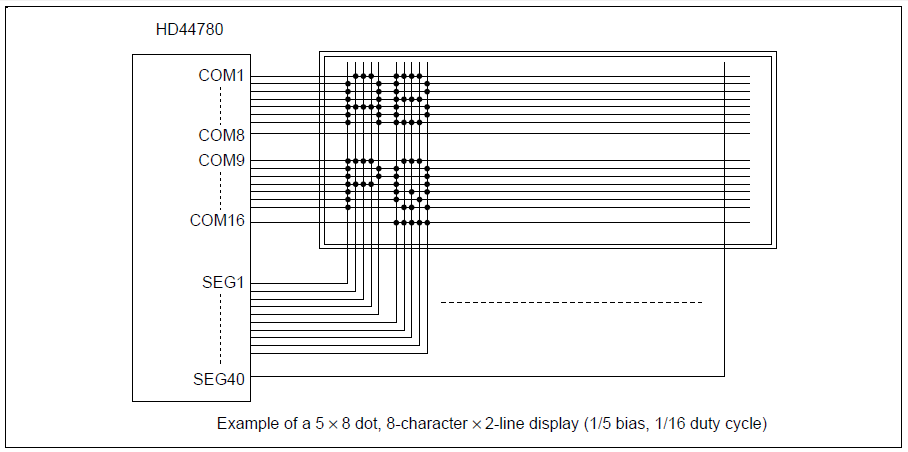 HD44780
COM1
COM8
COM9
COM16
SEG1
SEG40
Example of a 5 × 8 dot, 8-character × 2-line display (1/5 bias, 1/16 duty cycle)